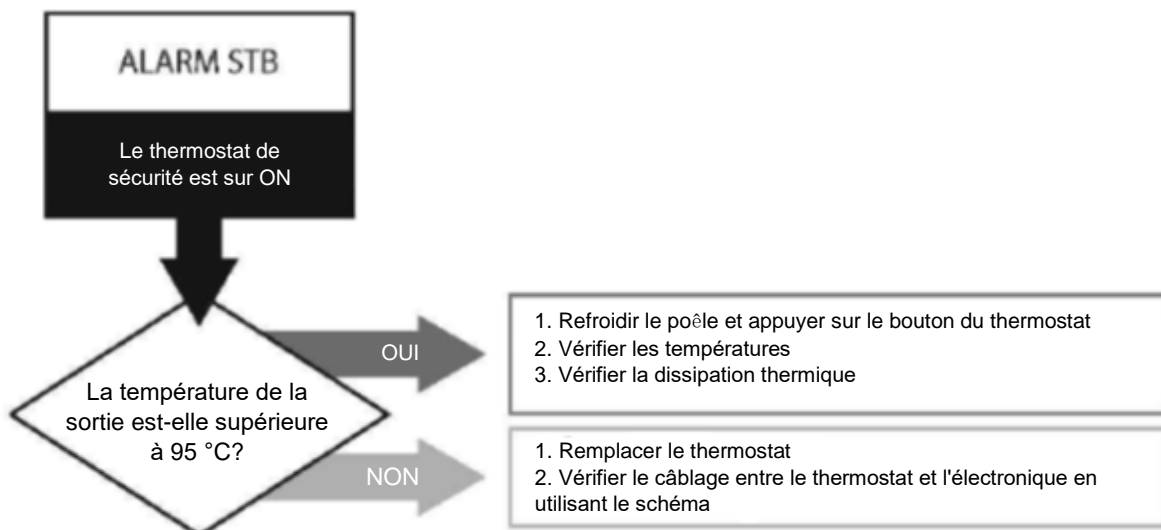 ALARM STB
Le thermostat de
sécurité est sur ON
La température de la
sortie est-elle supérieure
à 95 °C?
OUI
1. Refroidir le poêle et appuyer sur le bouton du thermostat
2. Vérifier les températures
3. Vérifier la dissipation thermique
NON
1. Remplacer le thermostat
2. Vérifier le câblage entre le thermostat et l'électronique en
utilisant le schéma